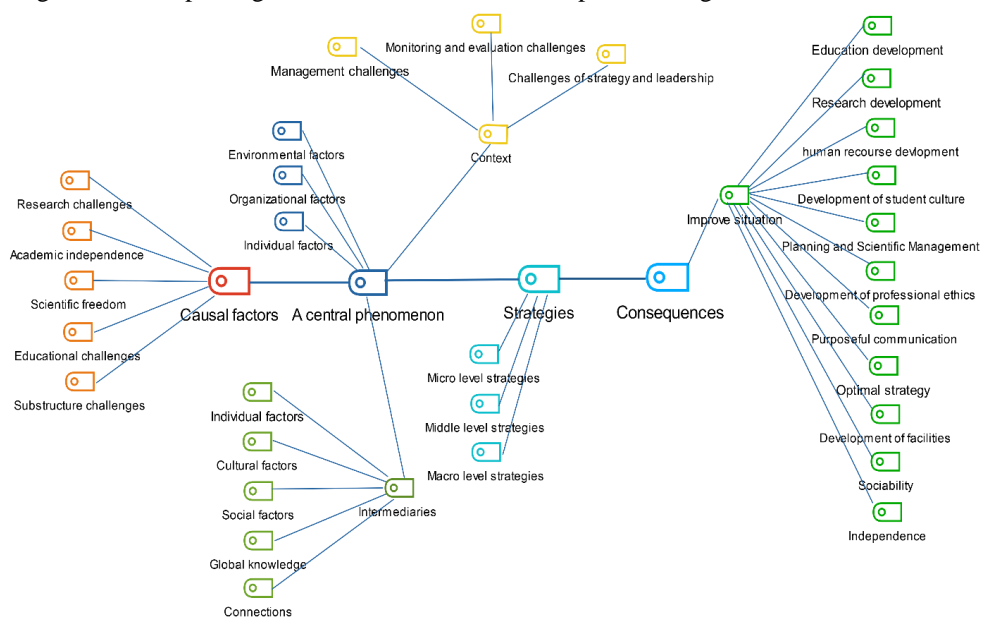 Monitoring and evaluation challenges
Management challenges
Challenges of strategy and leadership
Context
Environmental factors
Organizational factors
Individual factors
Research challenges
Academic independence
Scientific freedom
Educational challenges
Substructure challenges
Causal factors
A central phenomenon
Strategies
Consequences
Micro level strategies
Middle level strategies
Macro level strategies
Individual factors
Cultural factors
Social factors
Global knowledge
Connections
Intermediaries
Improve situation
Education development
Research development
human recourse devlopment
Development of student culture
Planning and Scientific Management
Development of professional ethics
Purposeful communication
Optimal strategy
Development of facilities
Sociability
Independence